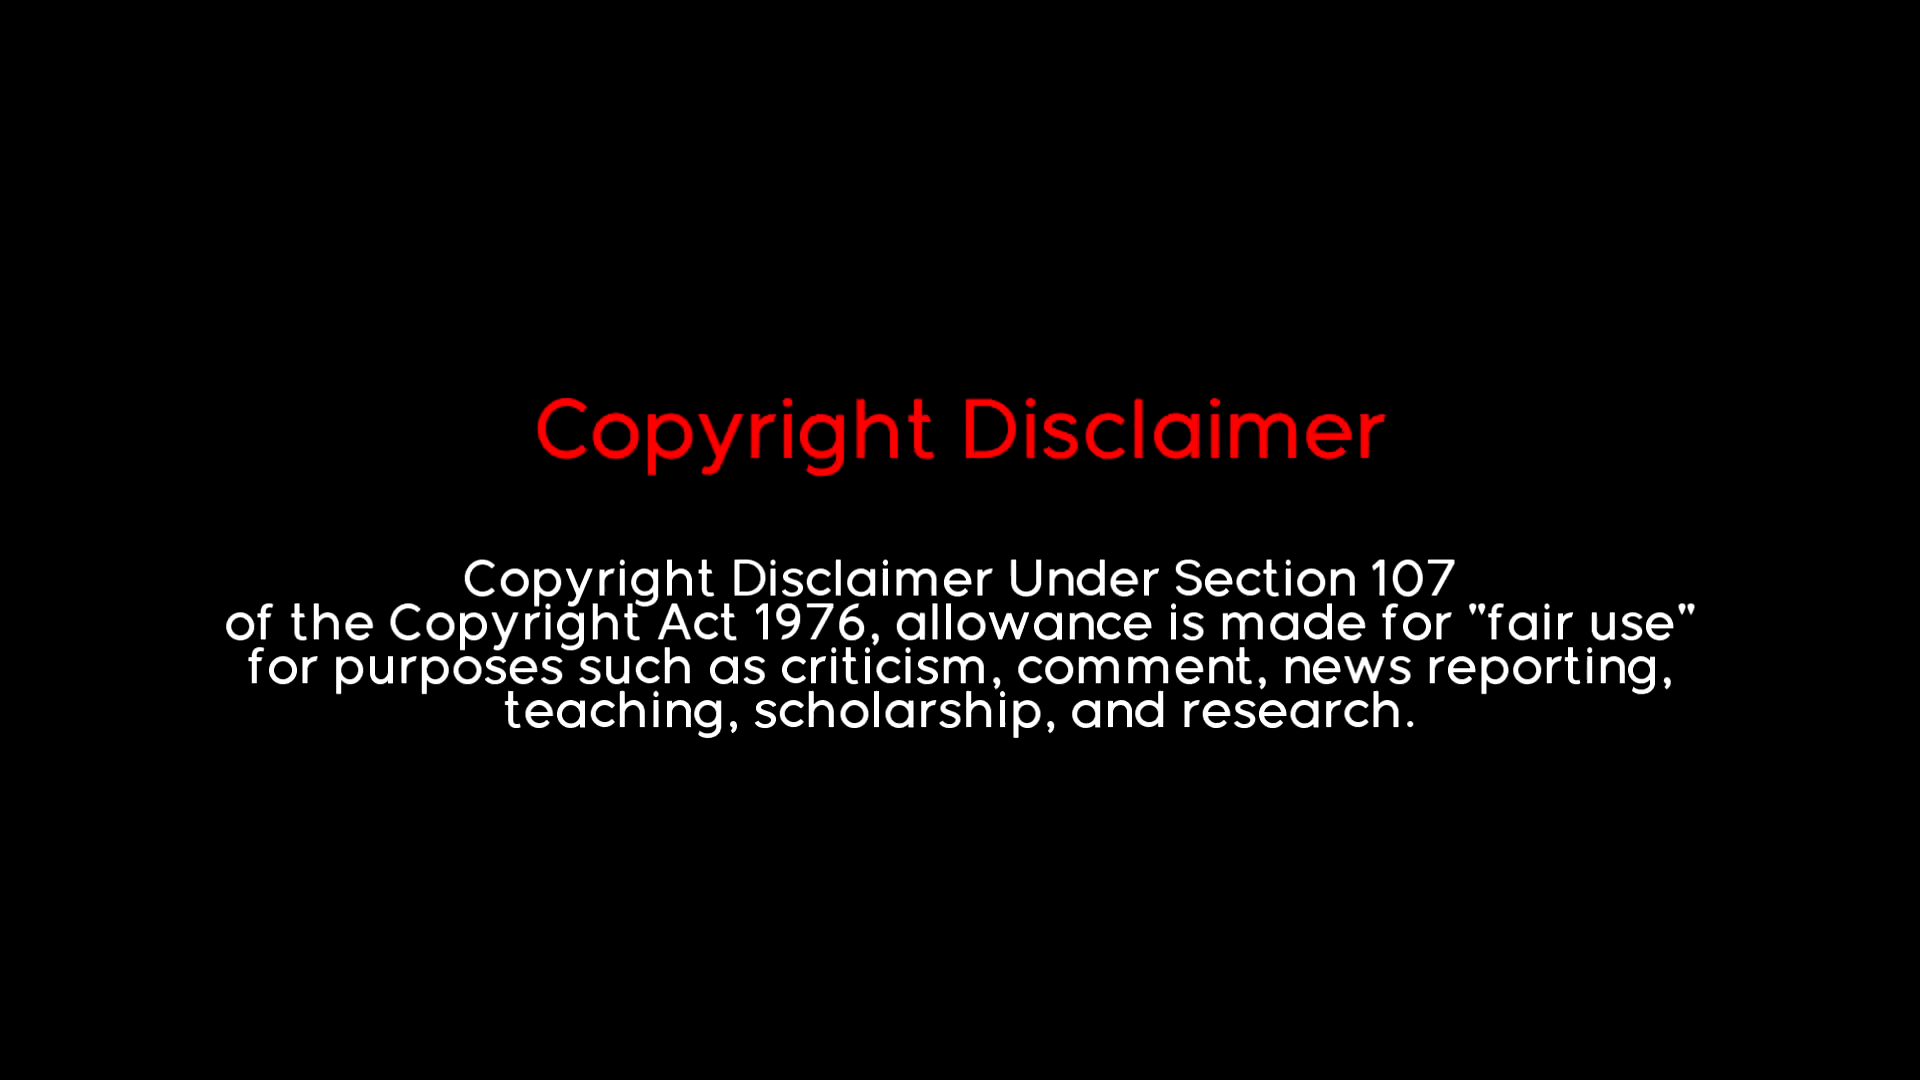 Copyright Disclaimer
Copyright Disclaimer Under Section 107
of the Copyright Act 1976, allowance is made for "fair use"
for purposes such as criticism, comment, news reporting,
teaching, scholarship, and research.